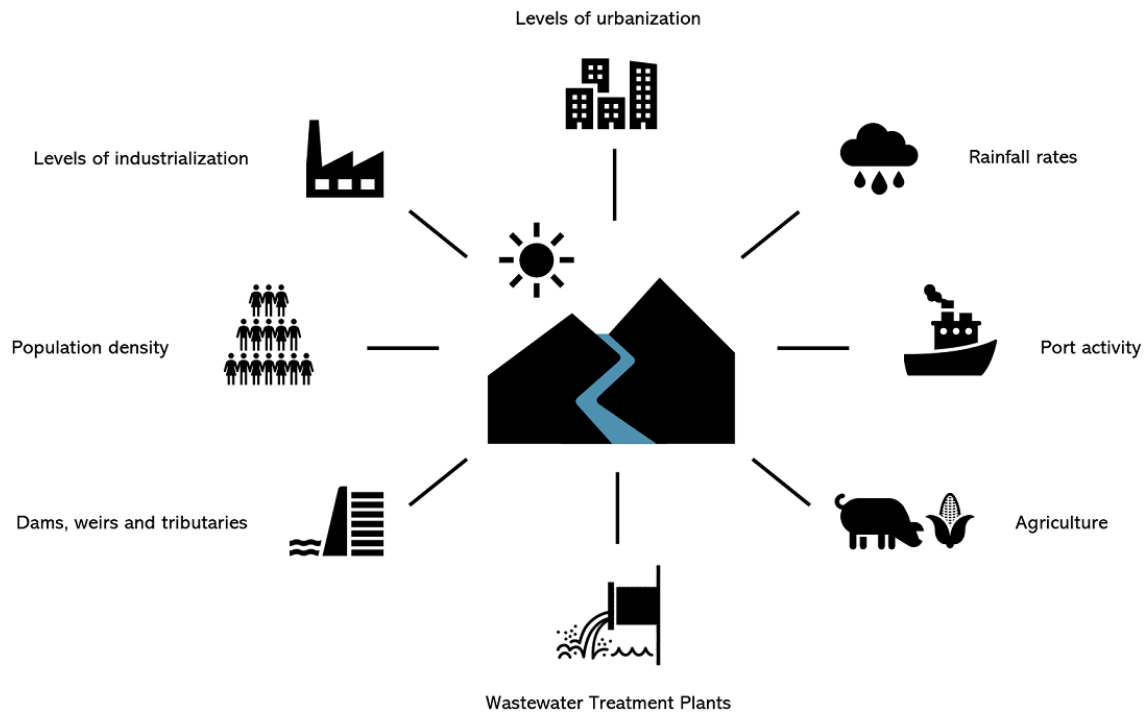 Levels of urbanization
Levels of industrialization
Rainfall rates
Population density
Port activity
Dams, weirs and tributaries
Agriculture
Wastewater Treatment Plants